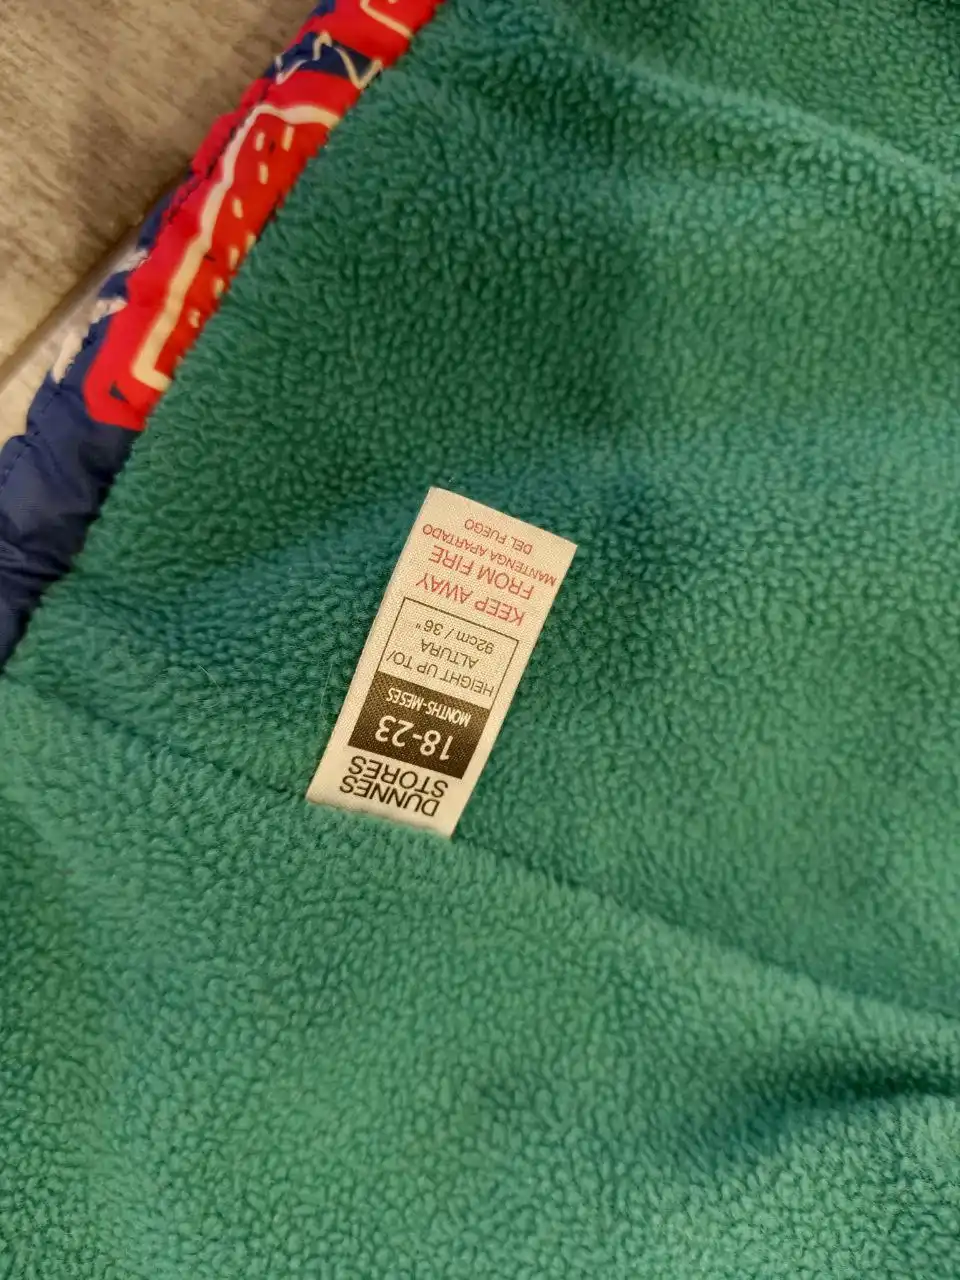 DUNNES
STORES
18-23
MONTHS-MESES
HEIGHT UP TO/
ALTURA
92cm / 36"
KEEP AWAY
FROM FIRE
MANTENGA APARTADO
DEL FUEGO